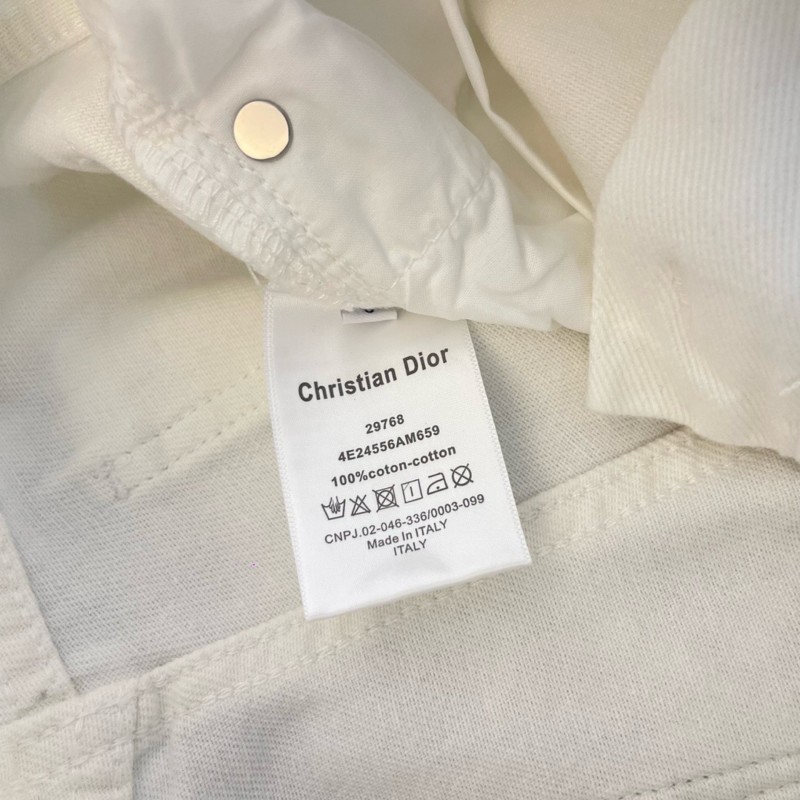 Christian Dior
29768
4E24556AM659
100%coton-cotton
CNPJ.02-046-336/0003-099
Made In ITALY
ITALY